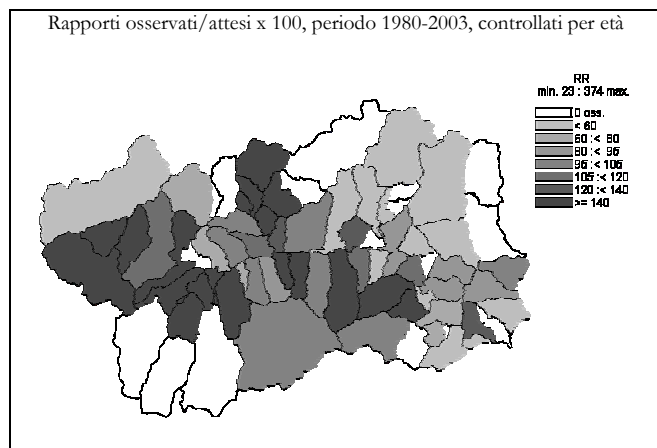 Rapporti osservati/attesi x 100, periodo 1980-2003, controllati per età
RR
min. 23 : 374 max.
0 oss.
< 60
60 :< 80
80 :< 95
95 :< 105
105 :< 120
120 :< 140
>= 140